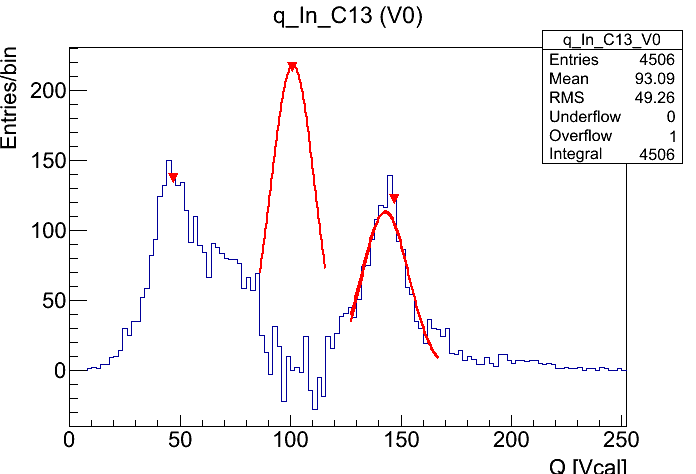 q_In_C13 (V0)
q_In_C13_V0
Entries 4506
Mean 93.09
RMS 49.26
Underflow 0
Overflow 1
Integral 4506
Entries/bin
200
150
100
50
0
0 50 100 150 200 250
Q [Vcal]